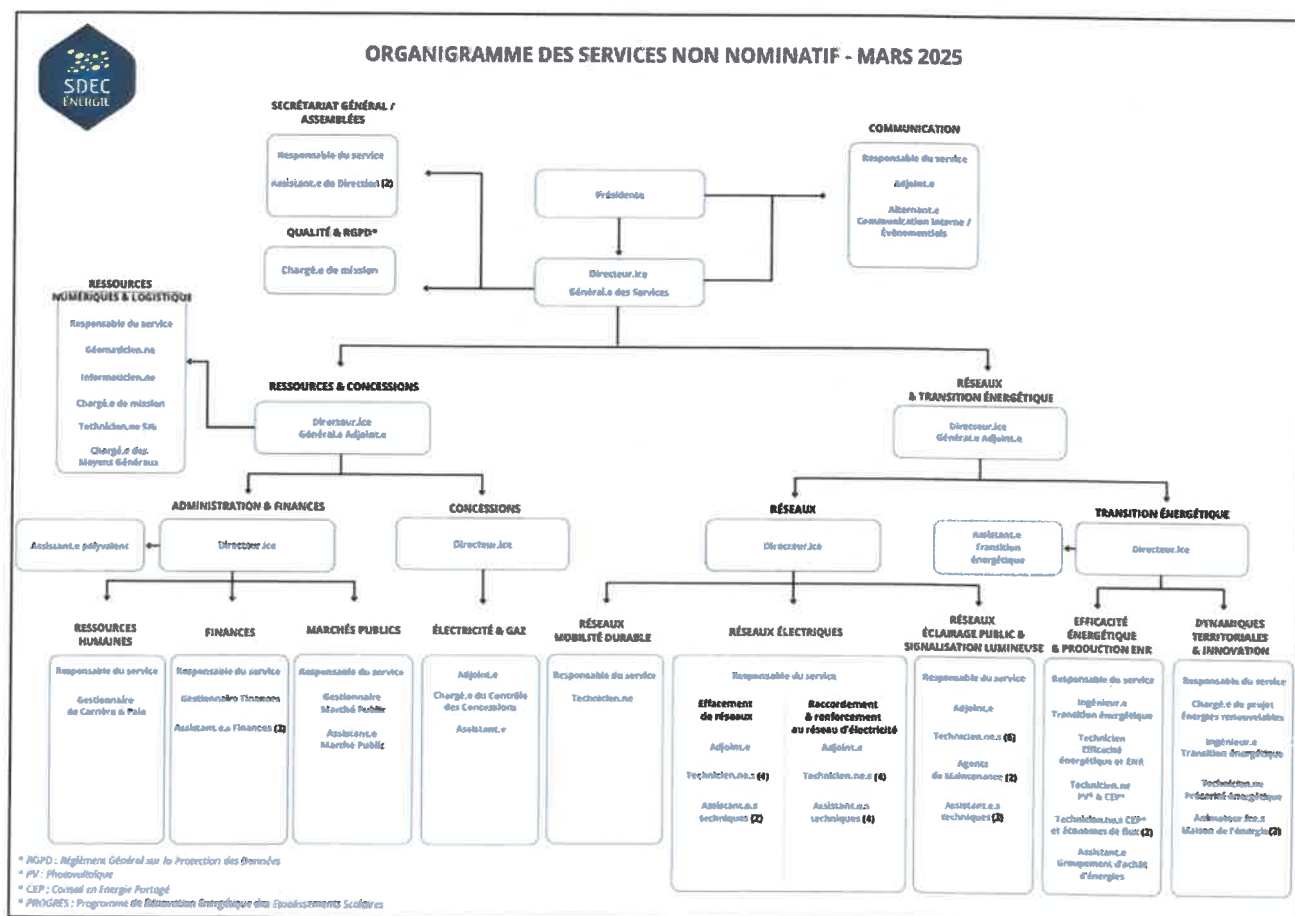 ORGANIGRAMME DES SERVICES NON NOMINATIF - MARS 2025
SDEC
ÉNERGIE
SECRÉTARIAT GÉNÉRAL /
ASSEMBLÉES
Responsable du service
Assistant.e de Direction (2)
QUALITÉ & RGPD*
Chargé.e de mission
Présidente
Directeur.ice
Général.e des Services
COMMUNICATION
Responsable du service
Adjoint.e
Alternant.e
Communication Interne /
Évènementiels
RESSOURCES
NUMÉRIQUES & LOGISTIQUE
Responsable du service
Géomaticien.ne
Informaticien.ne
Chargé.e de mission
Technicien.ne SIG
Chargé.e des
Moyens Généraux
RESSOURCES & CONCESSIONS
Directeur.ice
Général.e Adjoint.e
RÉSEAUX
& TRANSITION ÉNERGÉTIQUE
Directeur.ice
Général.e Adjoint.e
ADMINISTRATION & FINANCES
Assistant.e polyvalent
Directeur.ice
CONCESSIONS
Directeur.ice
RÉSEAUX
Directeur.ice
TRANSITION ÉNERGÉTIQUE
Assistant.e
Transition
énergétique
Directeur.ice
RESSOURCES
HUMAINES
Responsable du service
Gestionnaire
de Carrière & Paie
FINANCES
Responsable du service
Gestionnaire Finances
Assistant.e.s Finances (2)
MARCHÉS PUBLICS
Responsable du service
Gestionnaire
Marché Public
Assistant.e
Marché Public
ÉLECTRICITÉ & GAZ
Adjoint.e
Chargé.e du Contrôle
des Concessions
Assistant.e
RÉSEAUX
MOBILITÉ DURABLE
Responsable du service
Technicien.ne
RÉSEAUX ÉLECTRIQUES
Responsable du service
Effacement
de réseaux
Adjoint.e
Technicien.ne.s (4)
Assistant.e.s
techniques (2)
Raccordement
& renforcement
au réseau d'électricité
Adjoint.e
Technicien.ne.s (4)
Assistant.e.s
techniques (4)
RÉSEAUX
ÉCLAIRAGE PUBLIC &
SIGNALISATION LUMINEUSE
Responsable du service
Adjoint.e
Technicien.ne.s (6)
Agents
de Maintenance (2)
Assistant.e.s
techniques (3)
EFFICACITÉ
ÉNERGÉTIQUE
& PRODUCTION ENR
Responsable du service
Ingénieur.e
Transition énergétique
Technicien
Efficacité
énergétique et ENR
Technicien.ne
PV* & CEP*
Technicien.ne.s CEP*
et économes de flux (2)
Assistant.e
Groupement d'achat
d'énergies
DYNAMIQUES
TERRITORIALES
& INNOVATION
Responsable du service
Chargé.e de projet
Énergies renouvelables
Ingénieur.e
Transition énergétique
Technicien.ne
Précarité énergétique
Animateur.ice.s
Maison de l'énergie (2)
* RGPD : Règlement Général sur la Protection des Données
* PV : Photovoltaïque
* CEP : Conseil en Energie Partagé
* PROGRES : Programme de Rénovation Énergétique des Etablissements Scolaires